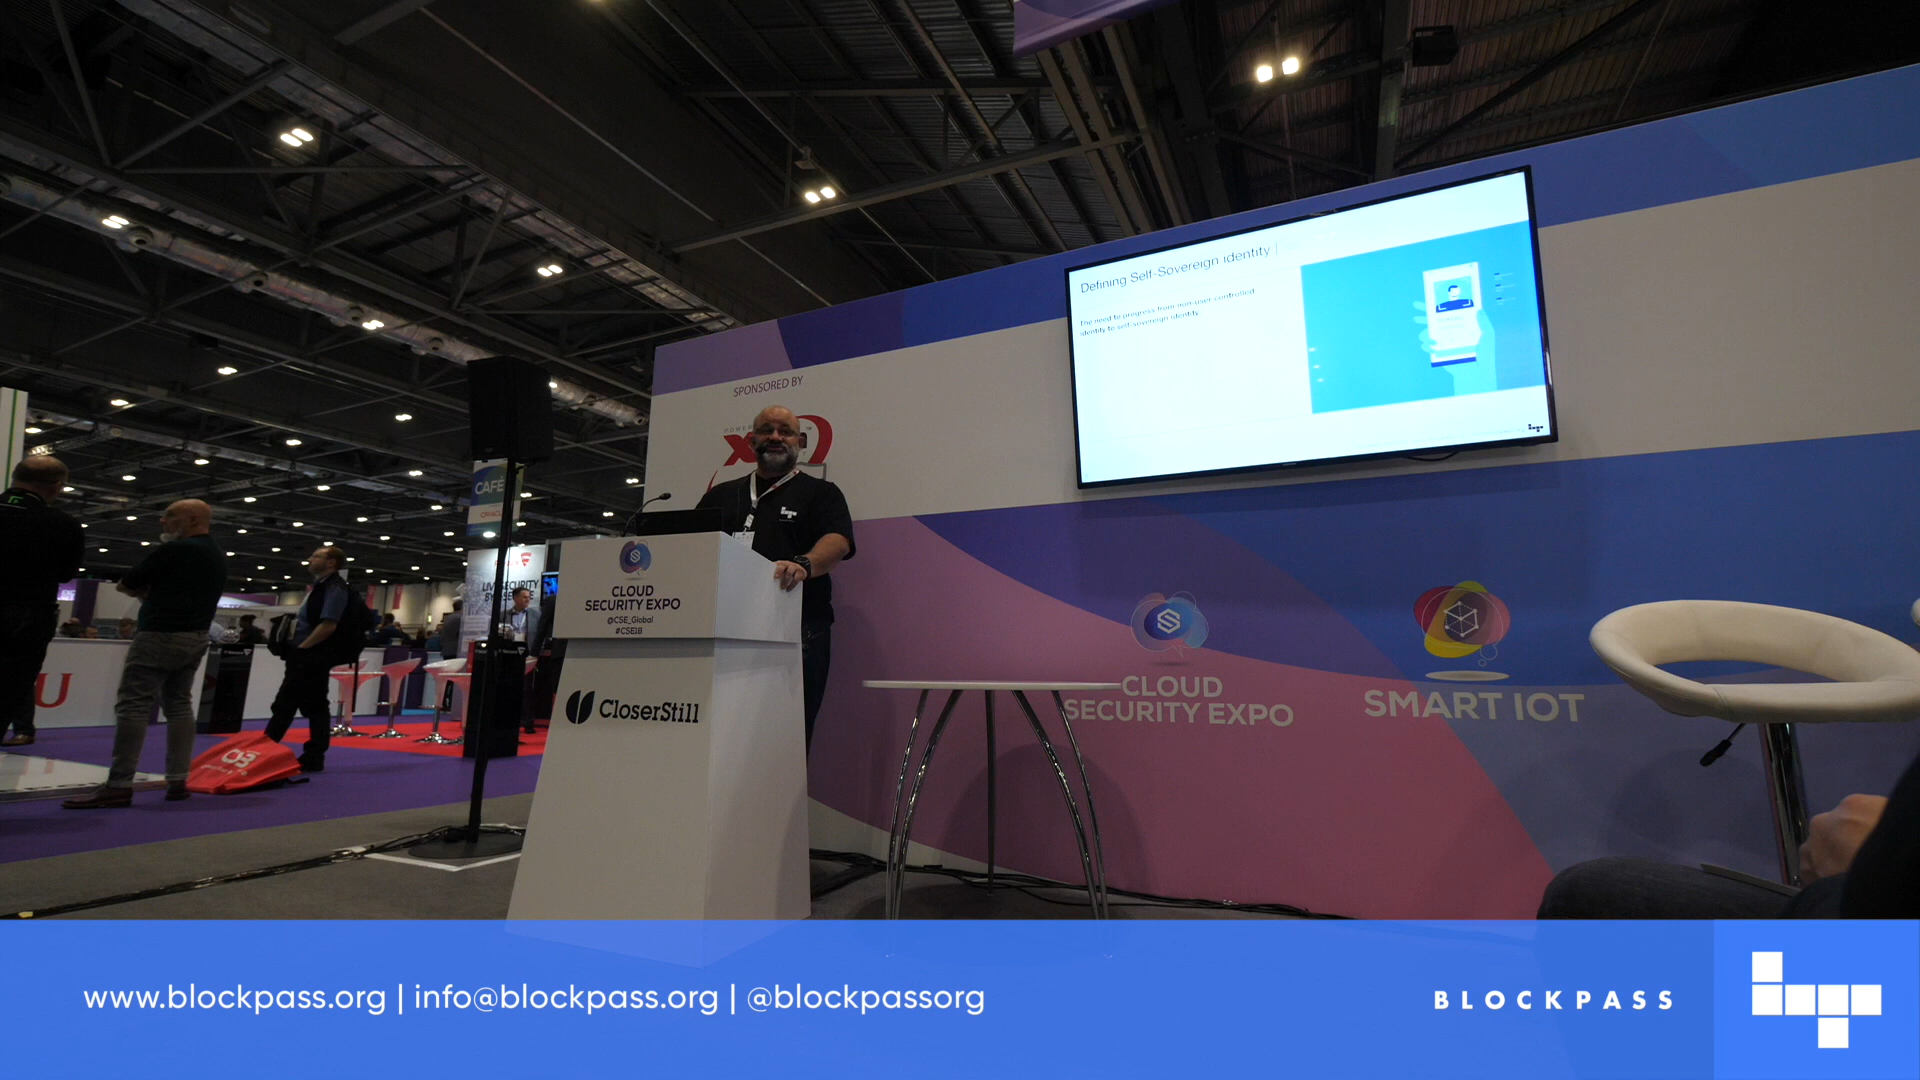 Defining Self-Sovereign identity
The need to progress from non-user controlled
identity to self-sovereign identity
SPONSORED BY
CAFÉ
CLOUD
SECURITY EXPO
@CSE_Global
#CSE18
CloserStill
CLOUD
SECURITY EXPO
SMART IOT
U
www.blockpass.org | info@blockpass.org | @blockpassorg
BLOCKPASS